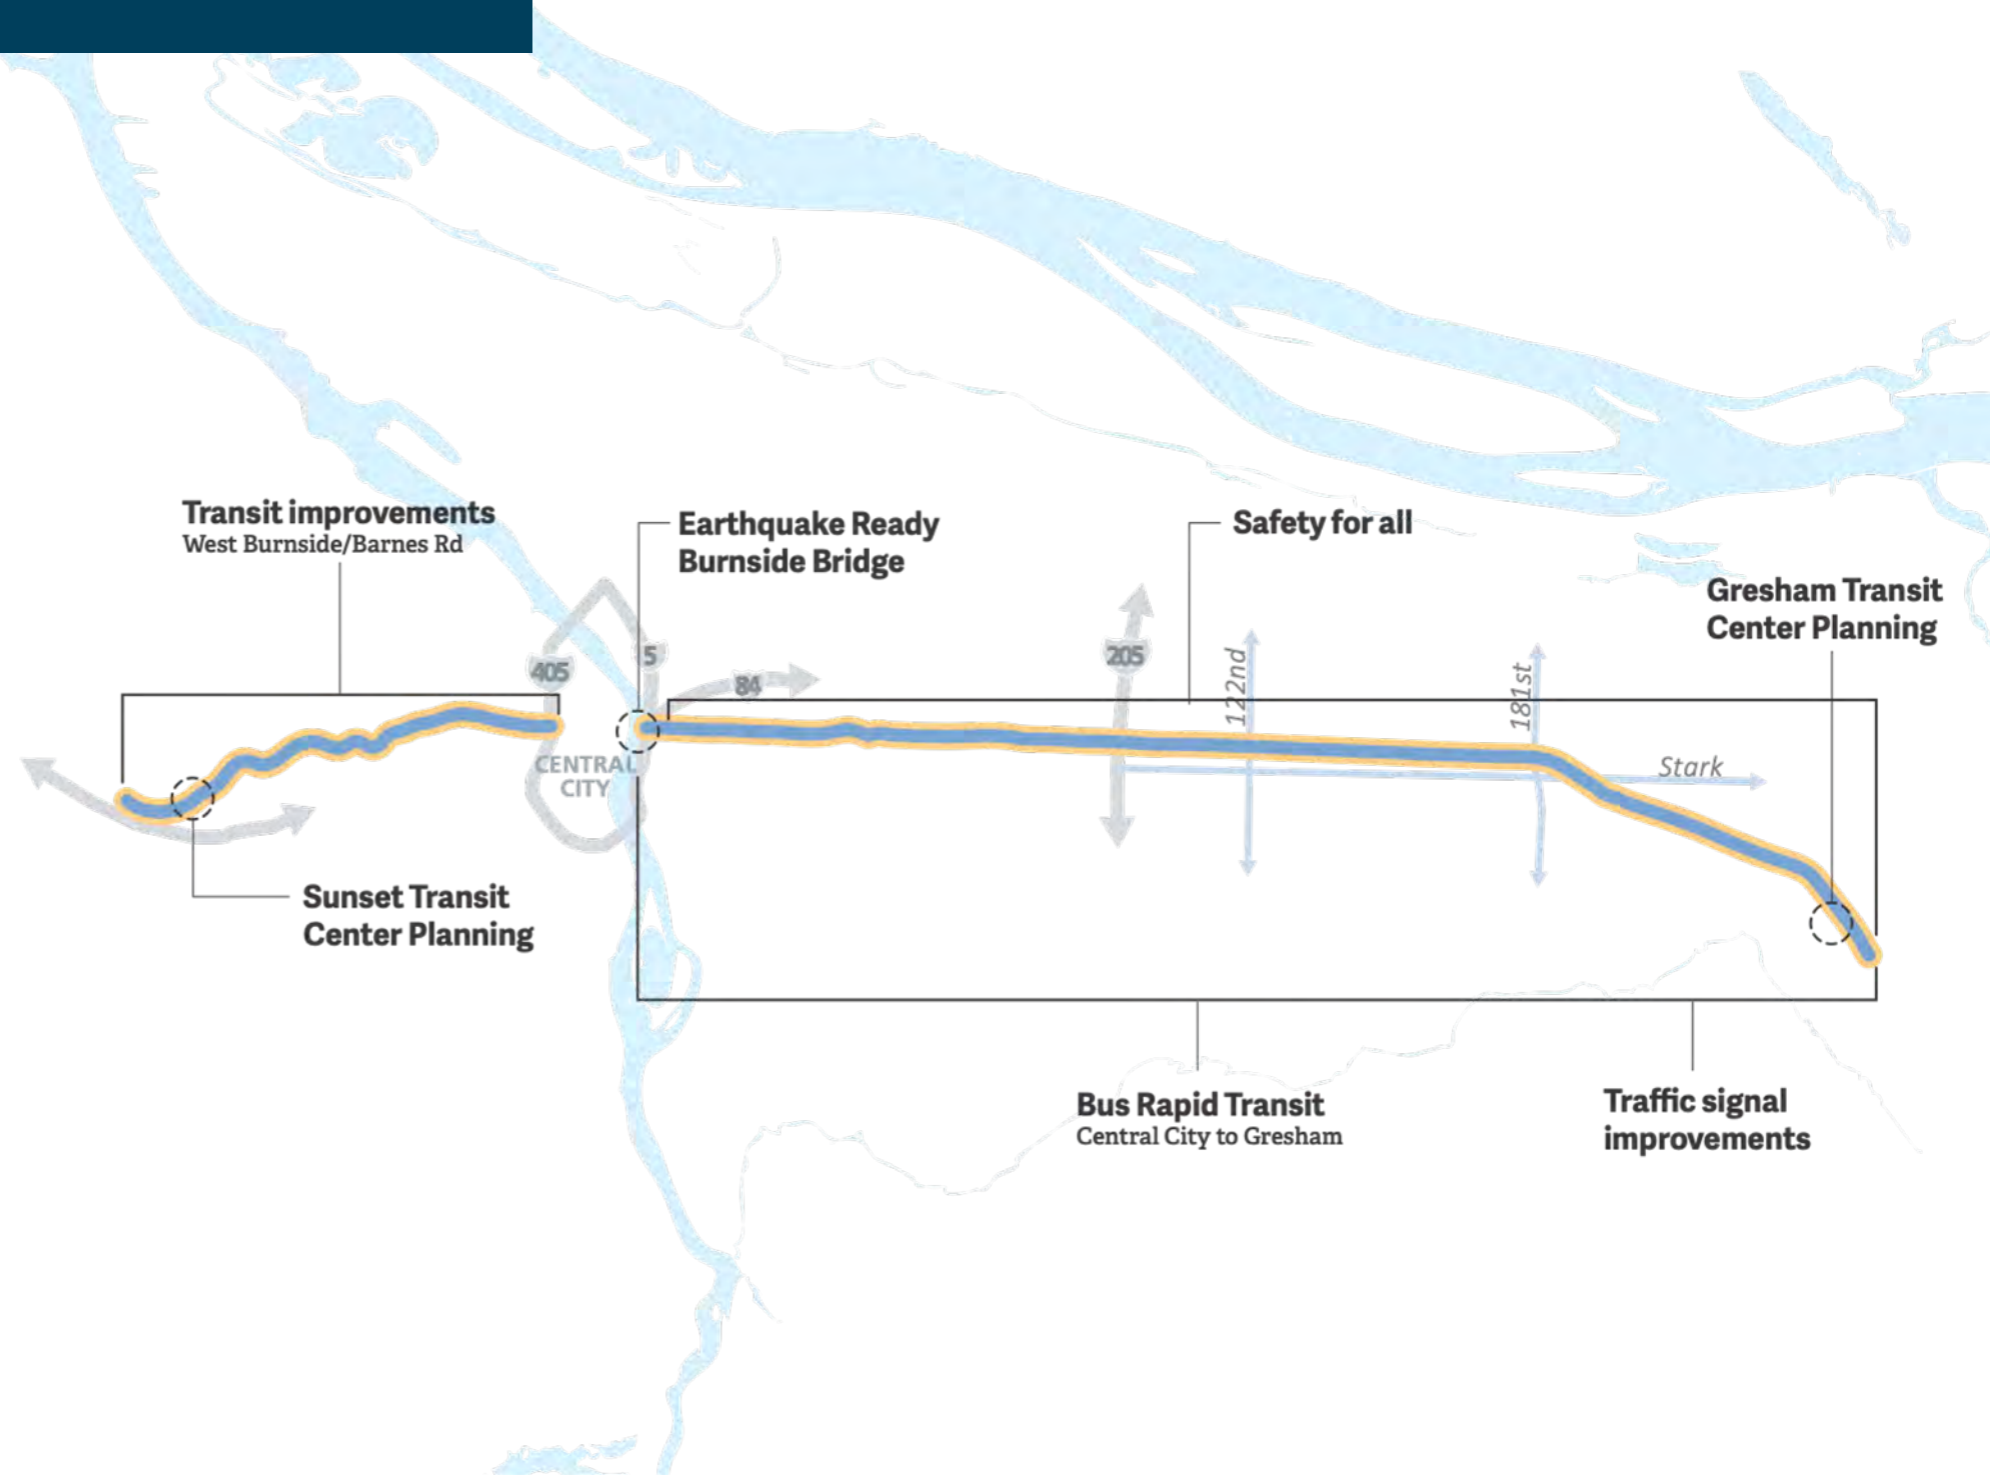 Transit improvements
West Burnside/Barnes Rd
Earthquake Ready
Burnside Bridge
Safety for all
Gresham Transit
Center Planning
405
5
84
205
122nd
181st
CENTRAL
CITY
Stark
Sunset Transit
Center Planning
Bus Rapid Transit
Central City to Gresham
Traffic signal
improvements